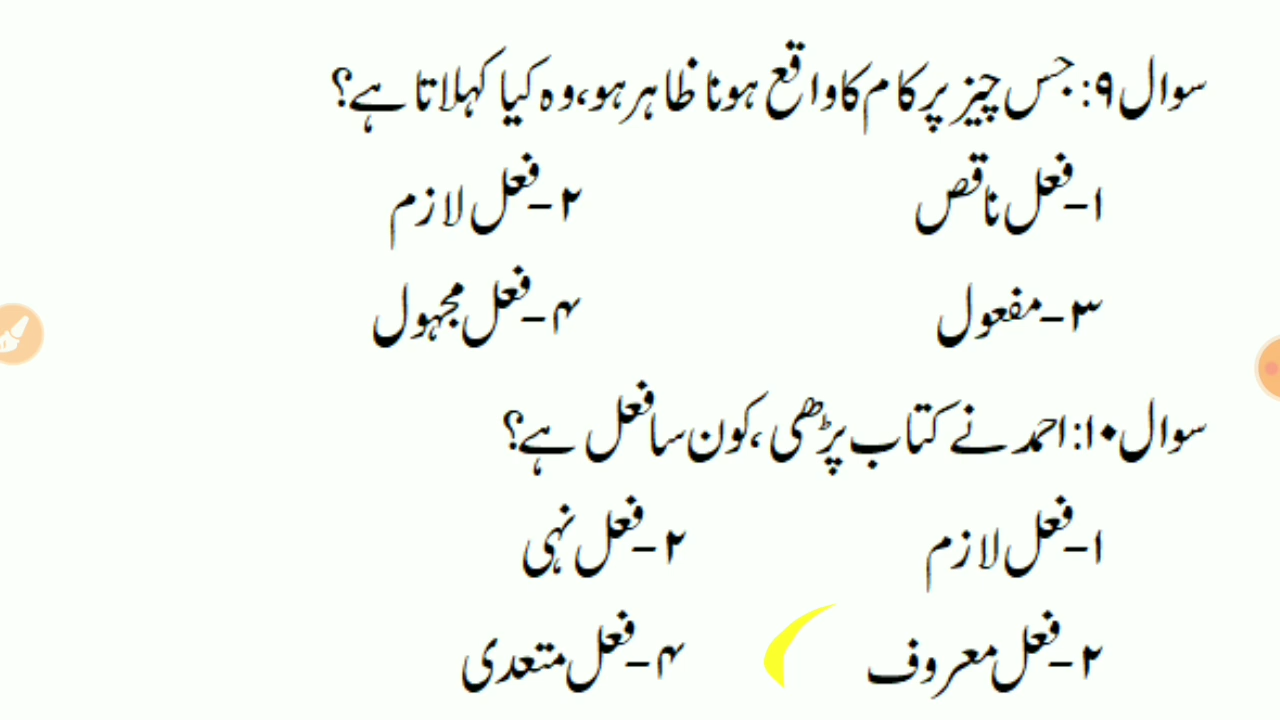 سوال ۹: جس چیز پر کام کا واقع ہونا ظاہر ہو، وہ کیا کہلاتا ہے؟
۱۔ فعل ناقص ۲۔ فعل لازم
۳۔ مفعول ۴۔ فعل مجہول
سوال ۱۰: احمد نے کتاب پڑھی، کون سا فعل ہے؟
۱۔ فعل لازم ۲۔ فعل نہی
۲۔ فعل معروف ۴۔ فعل متعدی